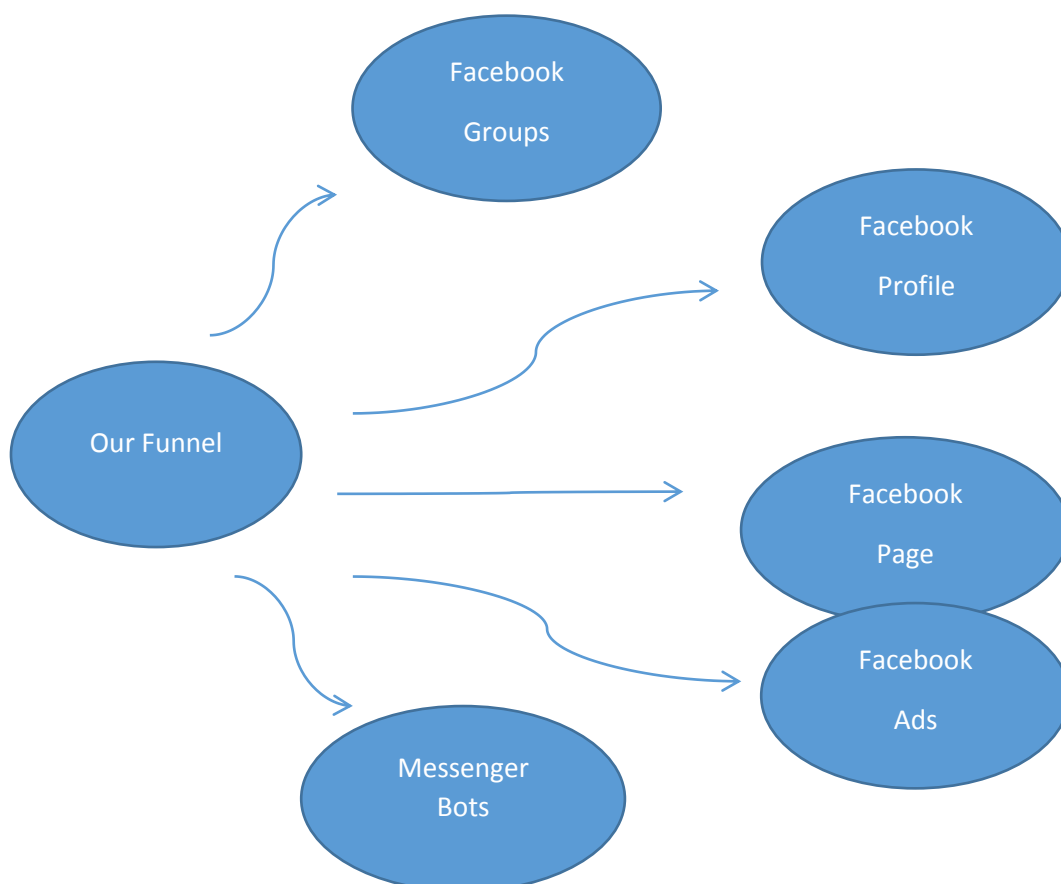 Facebook
Groups
Facebook
Profile
Our Funnel
Facebook
Page
Facebook
Ads
Messenger
Bots